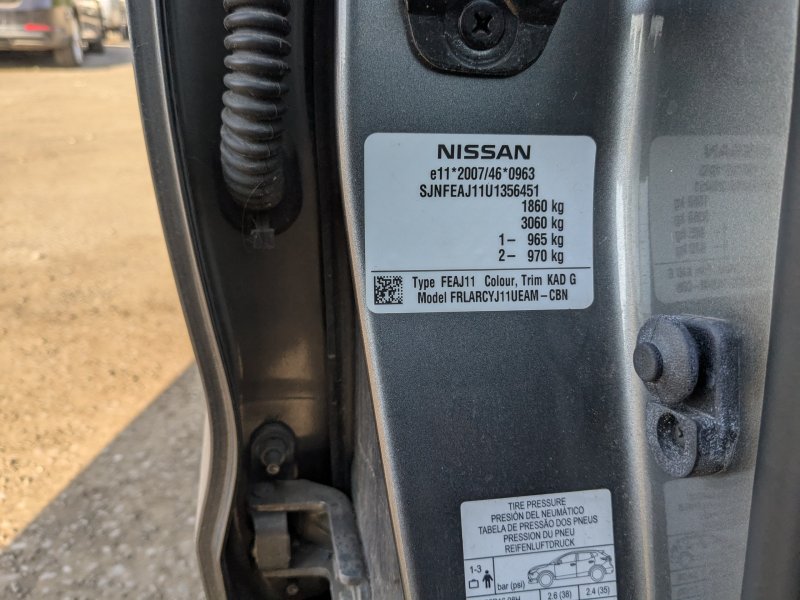 NISSAN
e11*2007/46*0963
SJNFEAJ11U1356451
1860 kg
3060 kg
1– 965 kg
2– 970 kg
Type FEAJ11 Colour, Trim KAD G
Model FRLARCYJ11UEAM–CBN
TIRE PRESSURE
PRESIÓN DEL NEUMÁTICO
TABELA DE PRESSÃO DOS PNEUS
PRESSION DU PNEU
REIFENLUFTDRUCK
1-3
bar (psi)
2.6 (38) 2.4 (35)